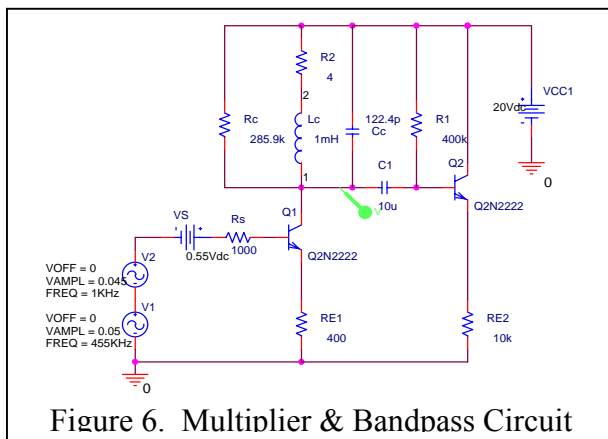 R2
4
2
Rc
285.9k
Lc
1mH
1
122.4p
Cc
R1
400k
C1
10u
Q2
Q2N2222
VCC1
20Vdc
0
VS
0.55Vdc
Rs
1000
Q1
Q2N2222
V
VOFF = 0
VAMPL = 0.045
FREQ = 1KHz
V2
VOFF = 0
VAMPL = 0.05
FREQ = 455KHz
V1
RE1
400
RE2
10k
0
Figure 6. Multiplier & Bandpass Circuit